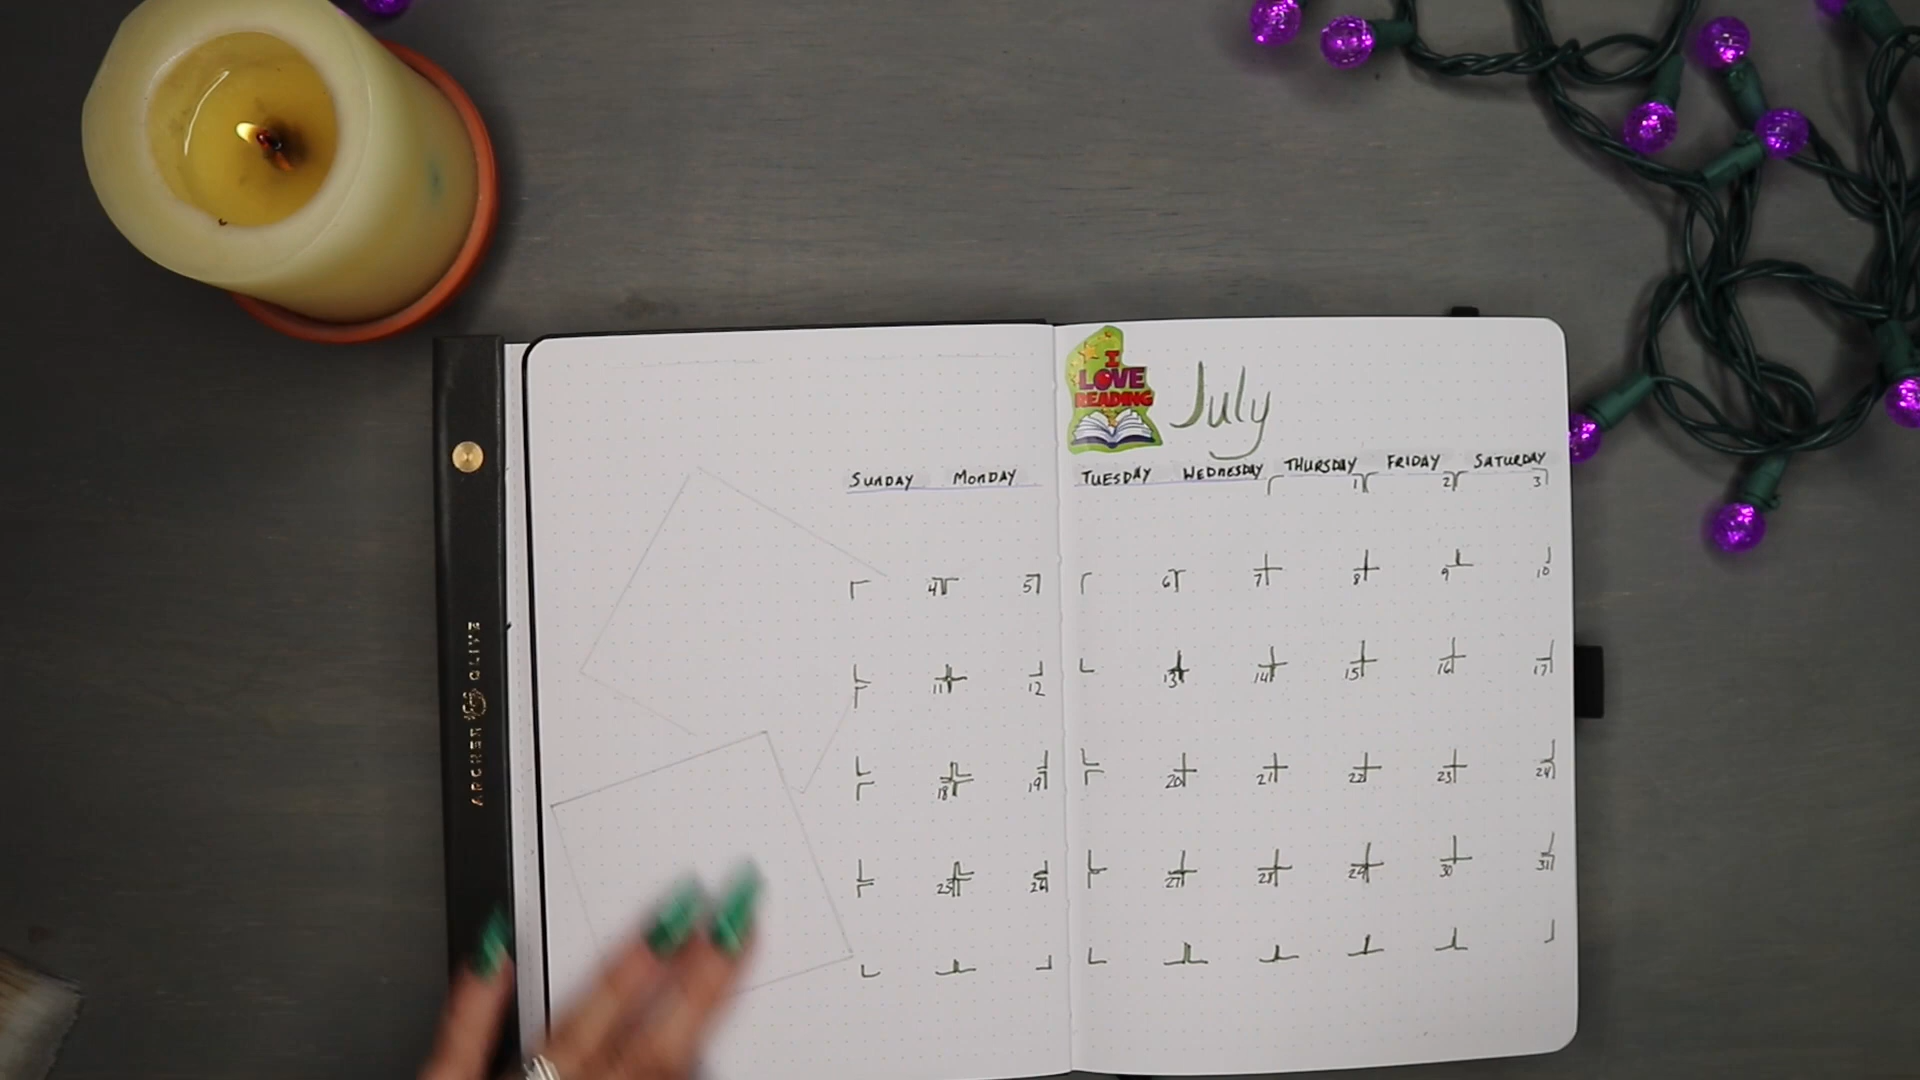 ARCHER & OLIVE
I
LOVE
READING
July
SUNDAY MONDAY TUESDAY WEDNESDAY THURSDAY FRIDAY SATURDAY
1 2 3
4 5 6 7 8 9 10
11 12 13 14 15 16 17
18 19 20 21 22 23 24
25 26 27 28 29 30 31